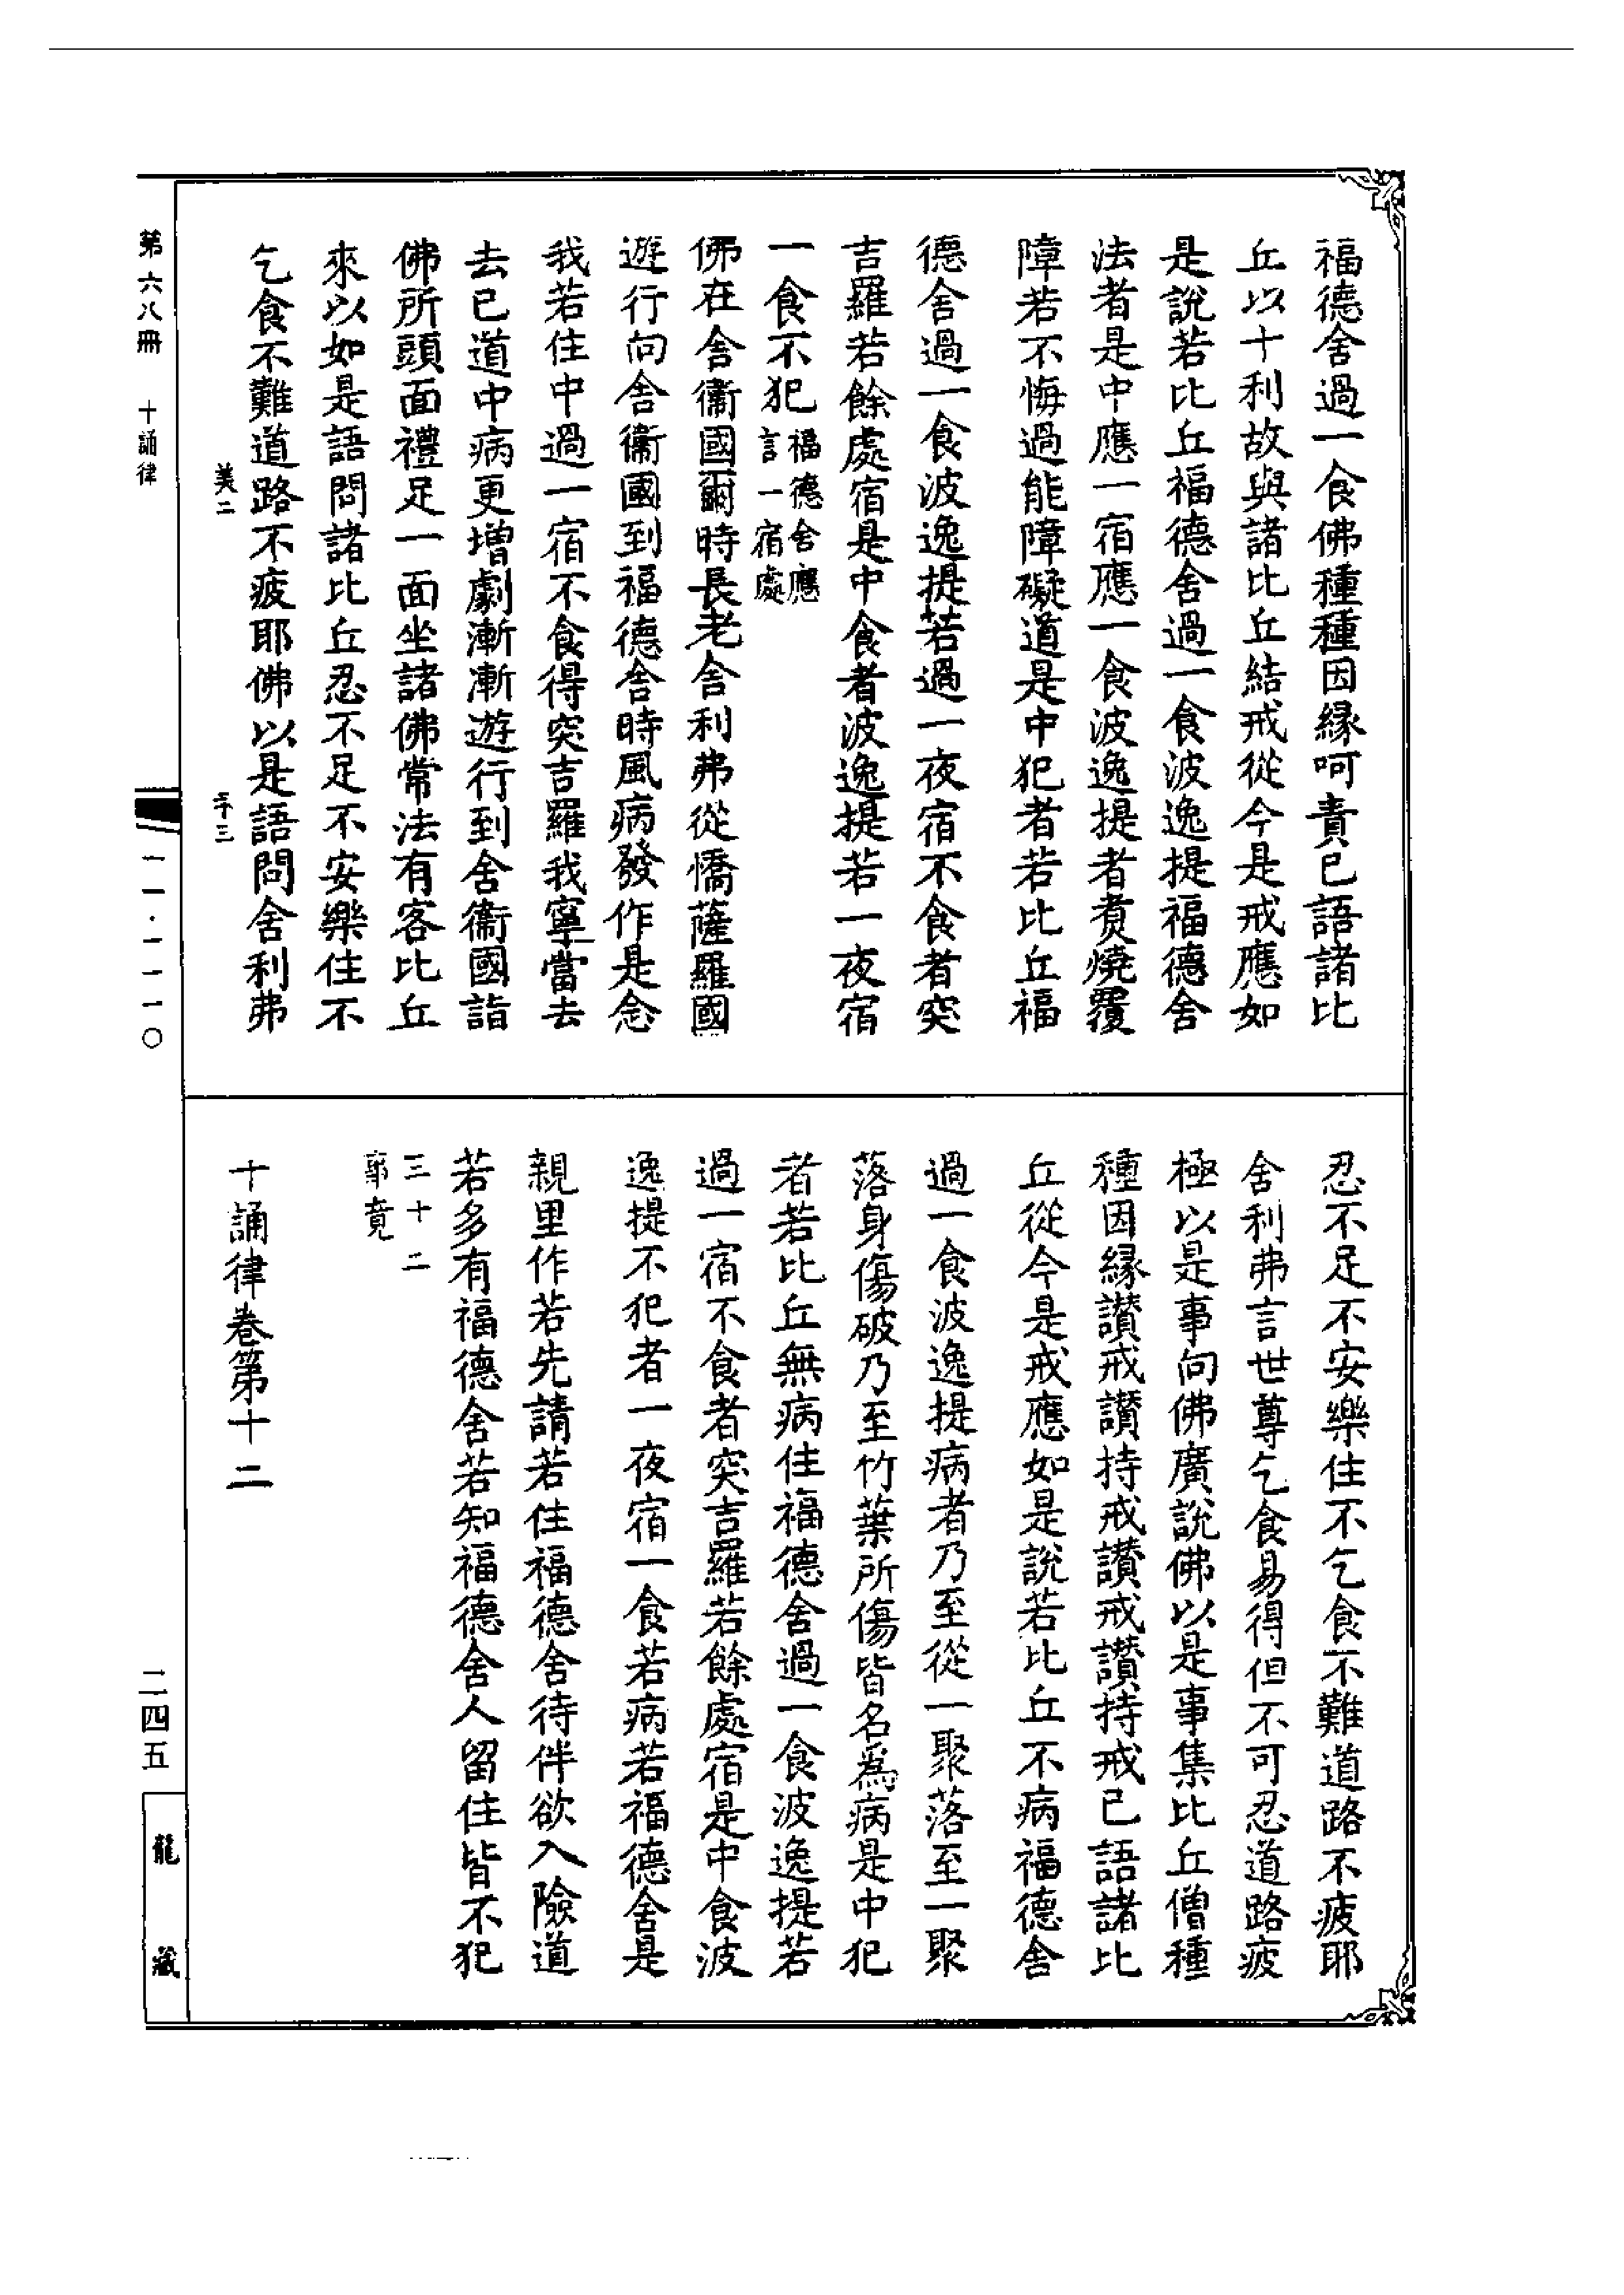 福德舍過一食佛種種因緣呵責已語諸比
丘以十利故與諸比丘結戒從今是戒應如
是說若比丘福德舍過一食波逸提福德舍
法者是中應一宿應一食波逸提者煑燒覆
障若不悔過能障礙道是中犯者若比丘福
德舍過一食波逸提若過一夜宿不食者突
吉羅若餘處宿是中食者波逸提若一夜宿
一食不犯福德舍應
言一宿處
佛在舍衞國爾時長老舍利弗從憍薩羅國
遊行向舍衞國到福德舍時風病發作是念
我若住中過一宿不食得突吉羅我寧當去
去已道中病更增劇漸漸遊行到舍衞國詣
佛所頭面禮足一面坐諸佛常法有客比丘
來以如是語問諸比丘忍不足不安樂住不
乞食不難道路不疲耶佛以是語問舍利弗
忍不足不安樂住不乞食不難道路不疲耶
舍利弗言世尊乞食易得但不可忍道路疲
極以是事向佛廣說佛以是事集比丘僧種
種因緣讃戒讃持戒讃戒讃持戒已語諸比
丘從今是戒應如是說若比丘不病福德舍
過一食波逸提病者乃至從一聚落至一聚
落身傷破乃至竹葉所傷皆名爲病是中犯
者若比丘無病住福德舍過一食波逸提若
過一宿不食者突吉羅若餘處宿是中食波
逸提不犯者一夜宿一食若病若福德舍是
親里作若先請若住福德舍待伴欲入險道
若多有福德舍若知福德舍人留住皆不犯
三十二
事竟
十誦律卷第十二
美二
第六八冊 十誦律
一一·一一一〇
二四五
龍藏